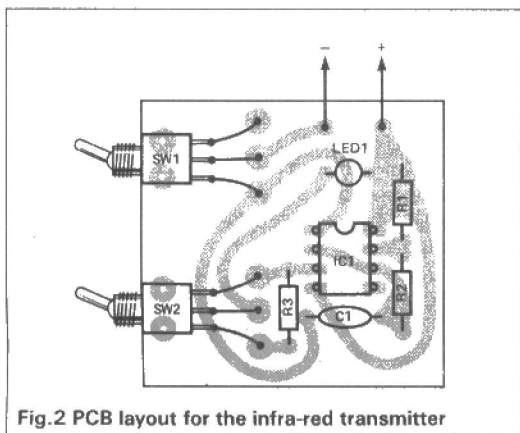 − +
LED1
SW1
R1
IC1
SW2
R3
R2
C1
Fig.2 PCB layout for the infra-red transmitter